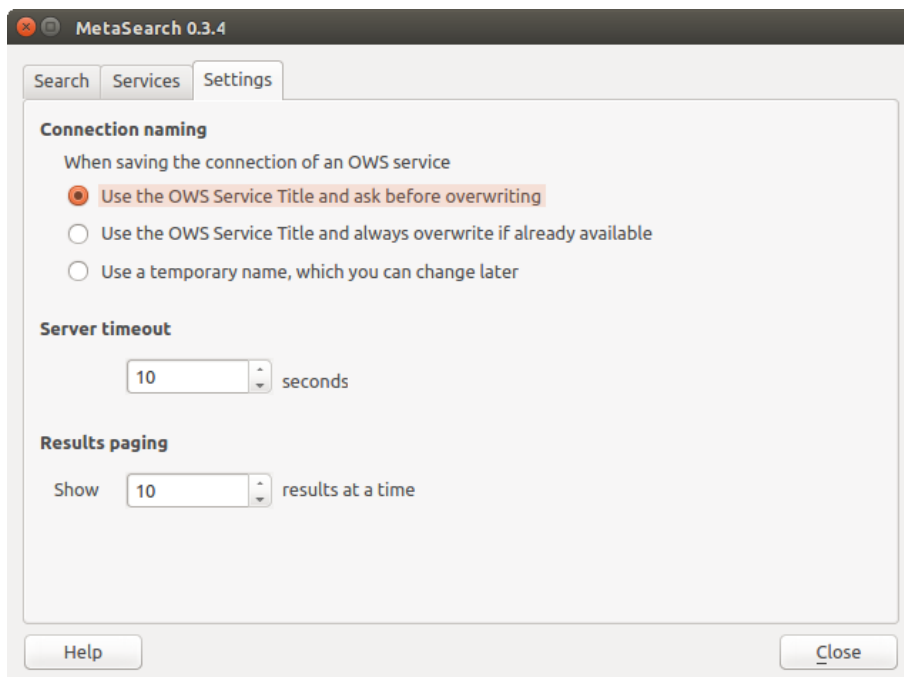 MetaSearch 0.3.4
Search Services Settings
Connection naming
When saving the connection of an OWS service
Use the OWS Service Title and ask before overwriting
Use the OWS Service Title and always overwrite if already available
Use a temporary name, which you can change later
Server timeout
10 seconds
Results paging
Show 10 results at a time
Help Close